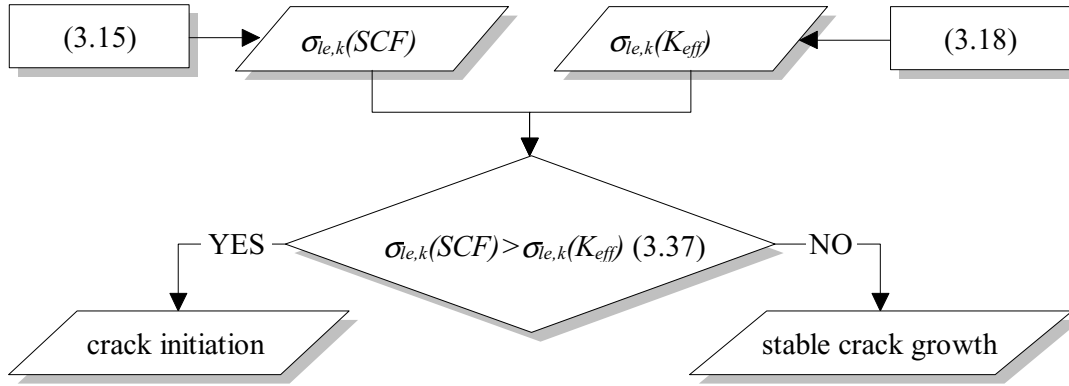 (3.15)
σle,k(SCF)
σle,k(Keff)
(3.18)
YES
σle,k(SCF)>σle,k(Keff) (3.37)
NO
crack initiation
stable crack growth